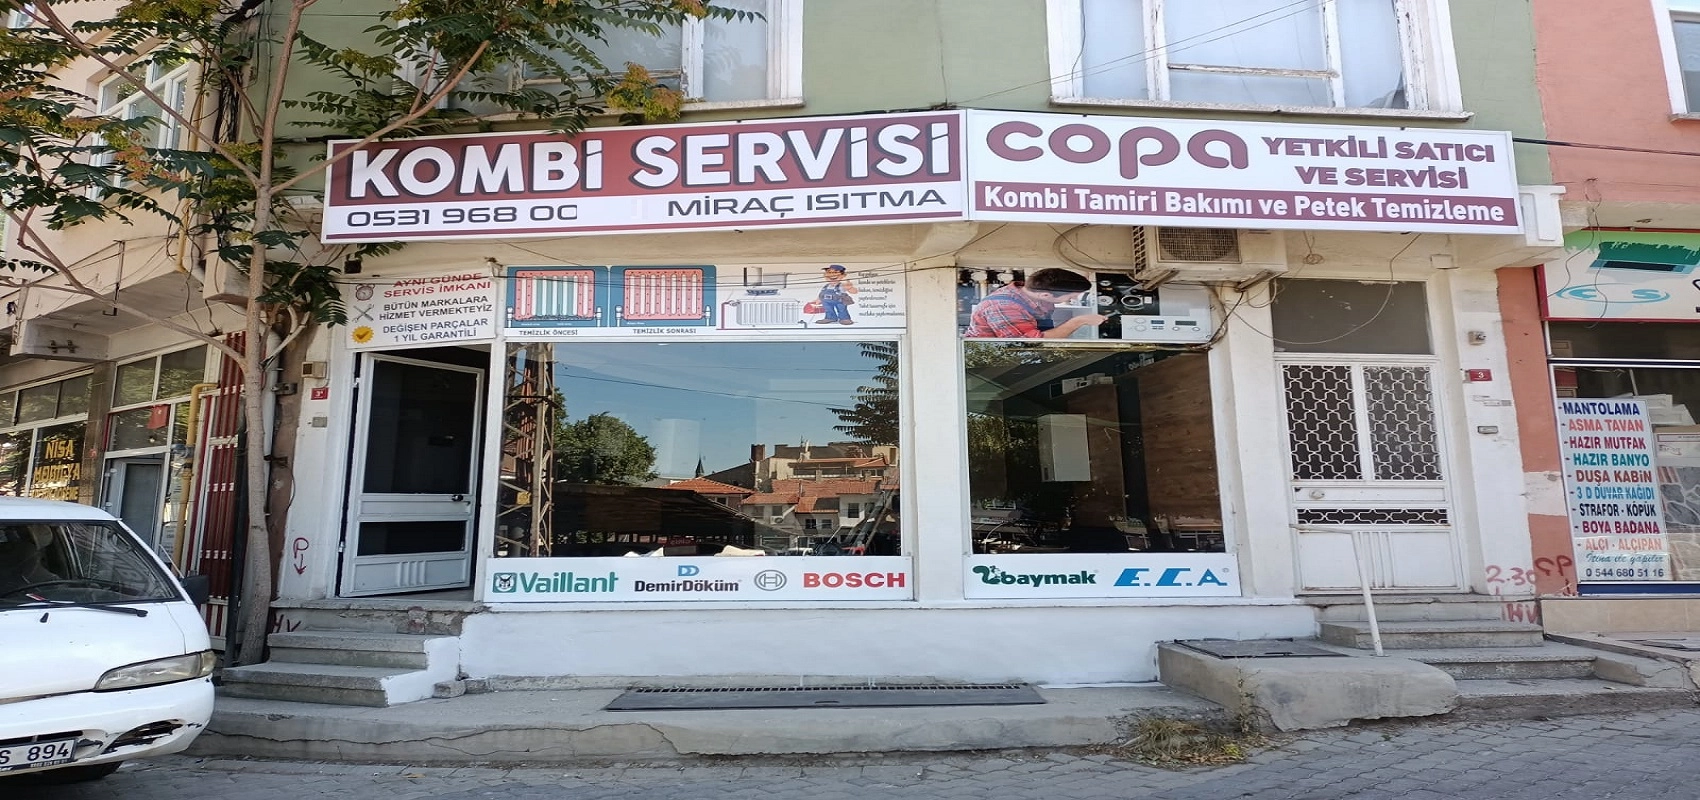 KOMBİ SERVİSİ
0531 968 00
MİRAÇ ISITMA
copa
YETKİLİ SATICI
VE SERVİSİ
Kombi Tamiri Bakımı ve Petek Temizleme
AYNI GÜNDE
SERVİS İMKANI
BÜTÜN MARKALARA
HİZMET VERMEKTEYİZ
DEĞİŞEN PARÇALAR
1 YIL GARANTİLİ
TEMİZLİK ÖNCESİ
TEMİZLİK SONRASI
Vaillant
DemirDöküm
BOSCH
baymak
E.C.A
NİSA
3
- MANTOLAMA
- ASMA TAVAN
- HAZIR MUTFAK
- HAZIR BANYO
- DUŞA KABİN
- 3 D DUVAR KAĞIDI
- STRAFOR - KÖPÜK
- BOYA BADANA
- ALÇI - ALÇIPAN
0 544 680 51 16
S 894